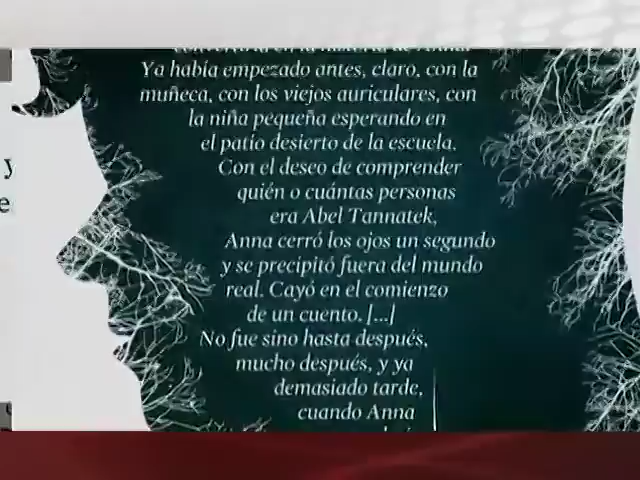 Ya había empezado antes, claro, con la
muñeca, con los viejos auriculares, con
la niña pequeña esperando en
el patio desierto de la escuela.
Con el deseo de comprender
quién o cuántas personas
era Abel Tannatek,
Anna cerró los ojos un segundo
y se precipitó fuera del mundo
real. Cayó en el comienzo
de un cuento. [...]
No fue sino hasta después,
mucho después, y ya
demasiado tarde,
cuando Anna